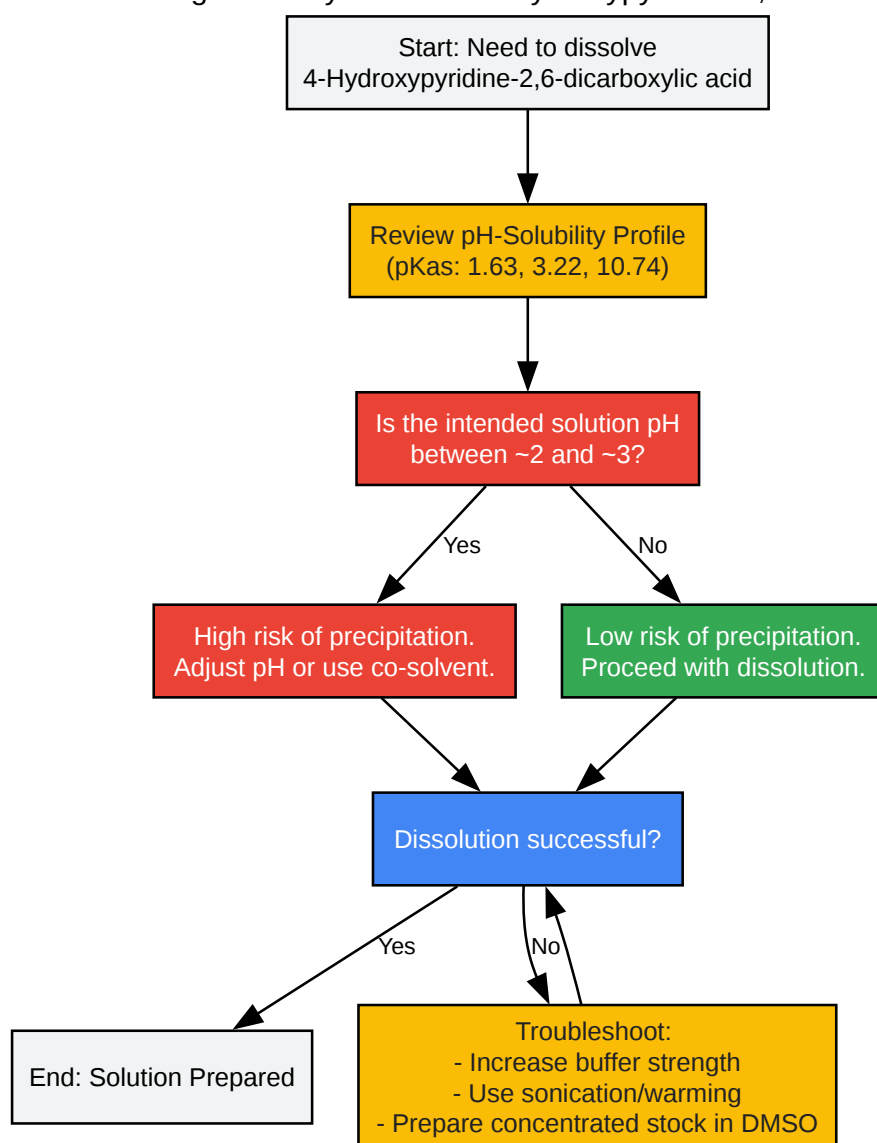 Start: Need to dissolve
4-Hydroxypyridine-2,6-dicarboxylic acid
Review pH-Solubility Profile
(pKas: 1.63, 3.22, 10.74)
Is the intended solution pH
between ~2 and ~3?
Yes
No
High risk of precipitation.
Adjust pH or use co-solvent.
Low risk of precipitation.
Proceed with dissolution.
Dissolution successful?
Yes
No
End: Solution Prepared
Troubleshoot:
- Increase buffer strength
- Use sonication/warming
- Prepare concentrated stock in DMSO